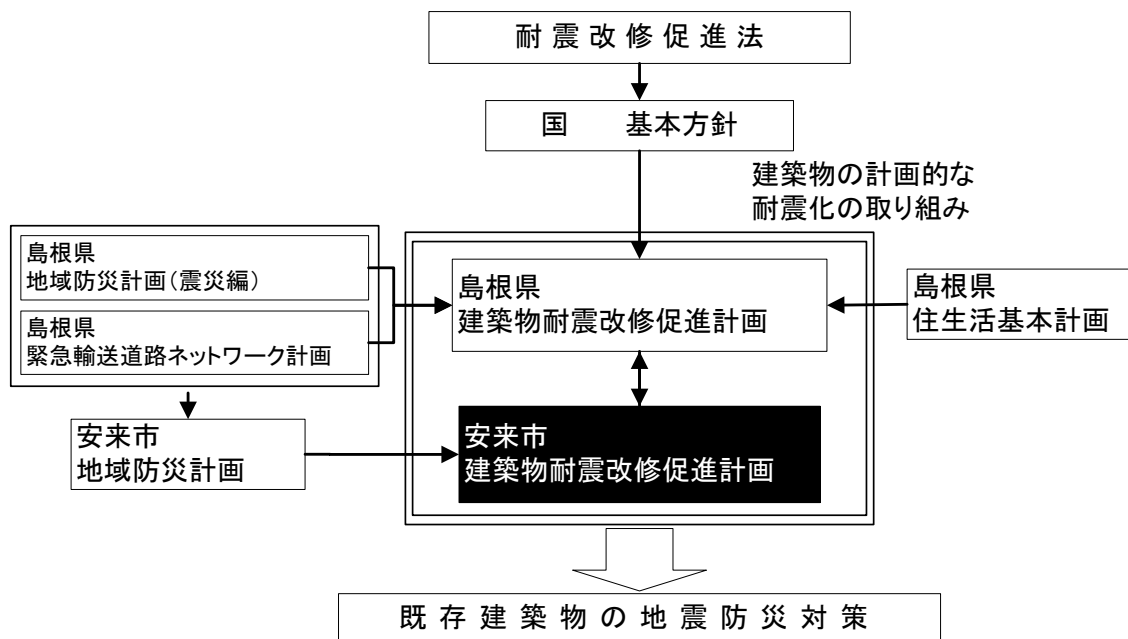 耐震改修促進法
国　基本方針
建築物の計画的な
耐震化の取り組み
島根県
地域防災計画（震災編）
島根県
緊急輸送道路ネットワーク計画
島根県
建築物耐震改修促進計画
島根県
住生活基本計画
安来市
地域防災計画
安来市
建築物耐震改修促進計画
既存建築物の地震防災対策